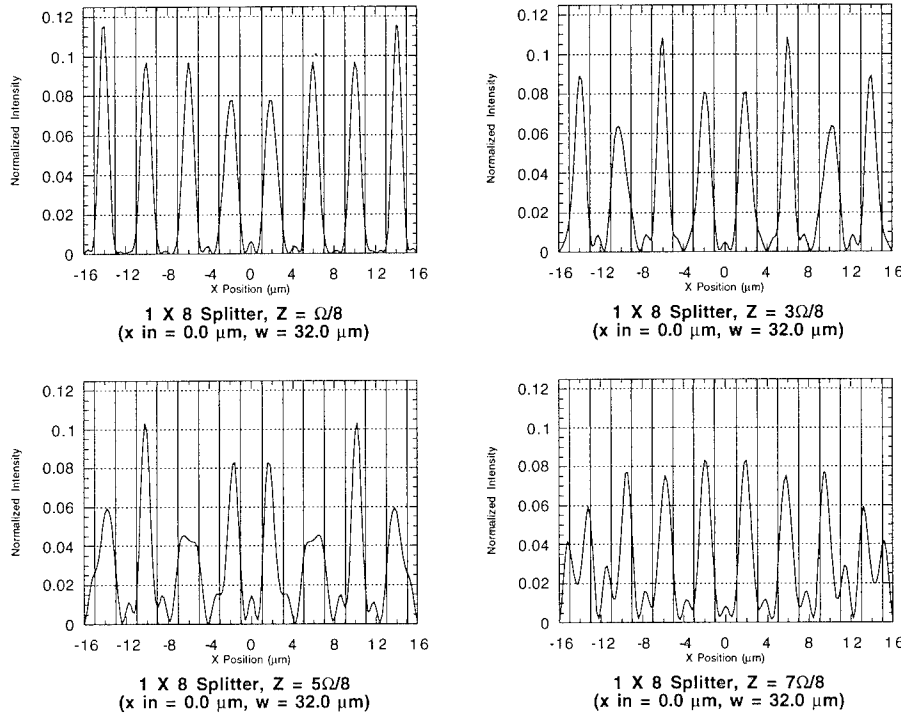 0.12
0.1
0.08
0.06
0.04
0.02
0
Normalized Intensity
-16 -12 -8 -4 0 4 8 12 16
X Position (µm)
1 X 8 Splitter, Z = Ω/8
(x in = 0.0 µm, w = 32.0 µm)
0.12
0.1
0.08
0.06
0.04
0.02
0
Normalized Intensity
-16 -12 -8 -4 0 4 8 12 16
X Position (µm)
1 X 8 Splitter, Z = 3Ω/8
(x in = 0.0 µm, w = 32.0 µm)
0.12
0.1
0.08
0.06
0.04
0.02
0
Normalized Intensity
-16 -12 -8 -4 0 4 8 12 16
X Position (µm)
1 X 8 Splitter, Z = 5Ω/8
(x in = 0.0 µm, w = 32.0 µm)
0.12
0.1
0.08
0.06
0.04
0.02
0
Normalized Intensity
-16 -12 -8 -4 0 4 8 12 16
X Position (µm)
1 X 8 Splitter, Z = 7Ω/8
(x in = 0.0 µm, w = 32.0 µm)